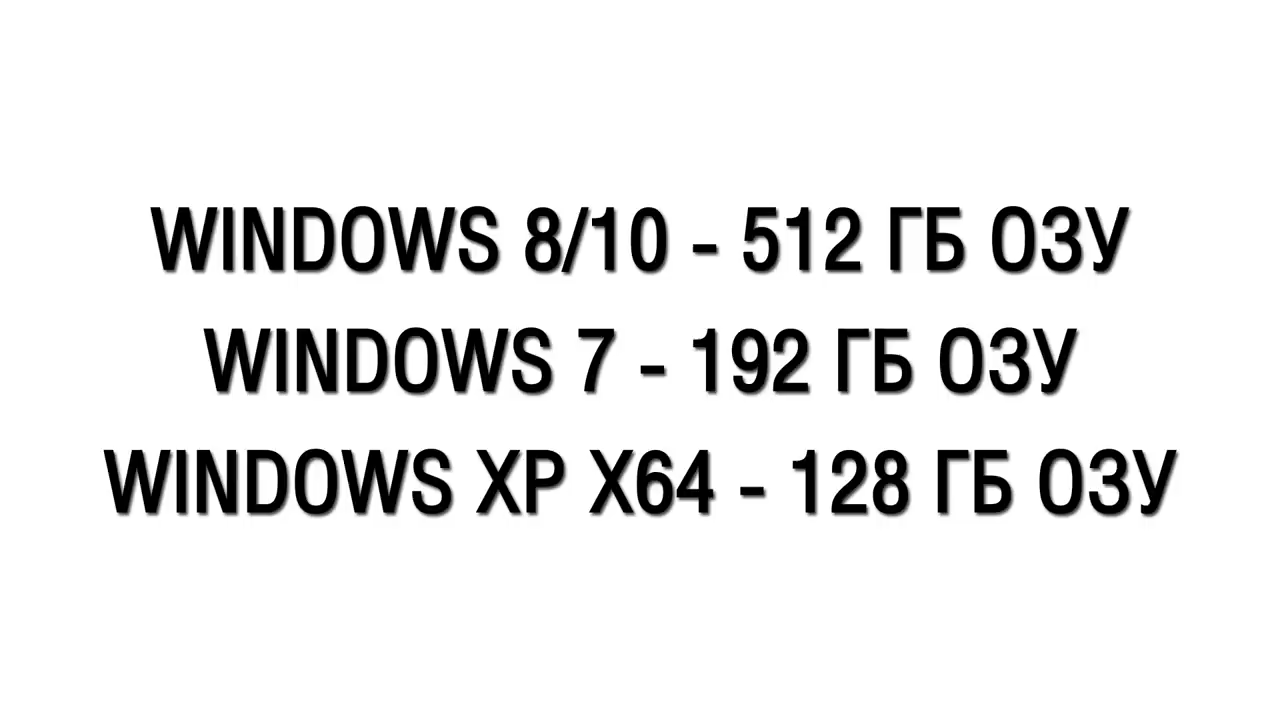 WINDOWS 8/10 - 512 ГБ ОЗУ
WINDOWS 7 - 192 ГБ ОЗУ
WINDOWS XP X64 - 128 ГБ ОЗУ